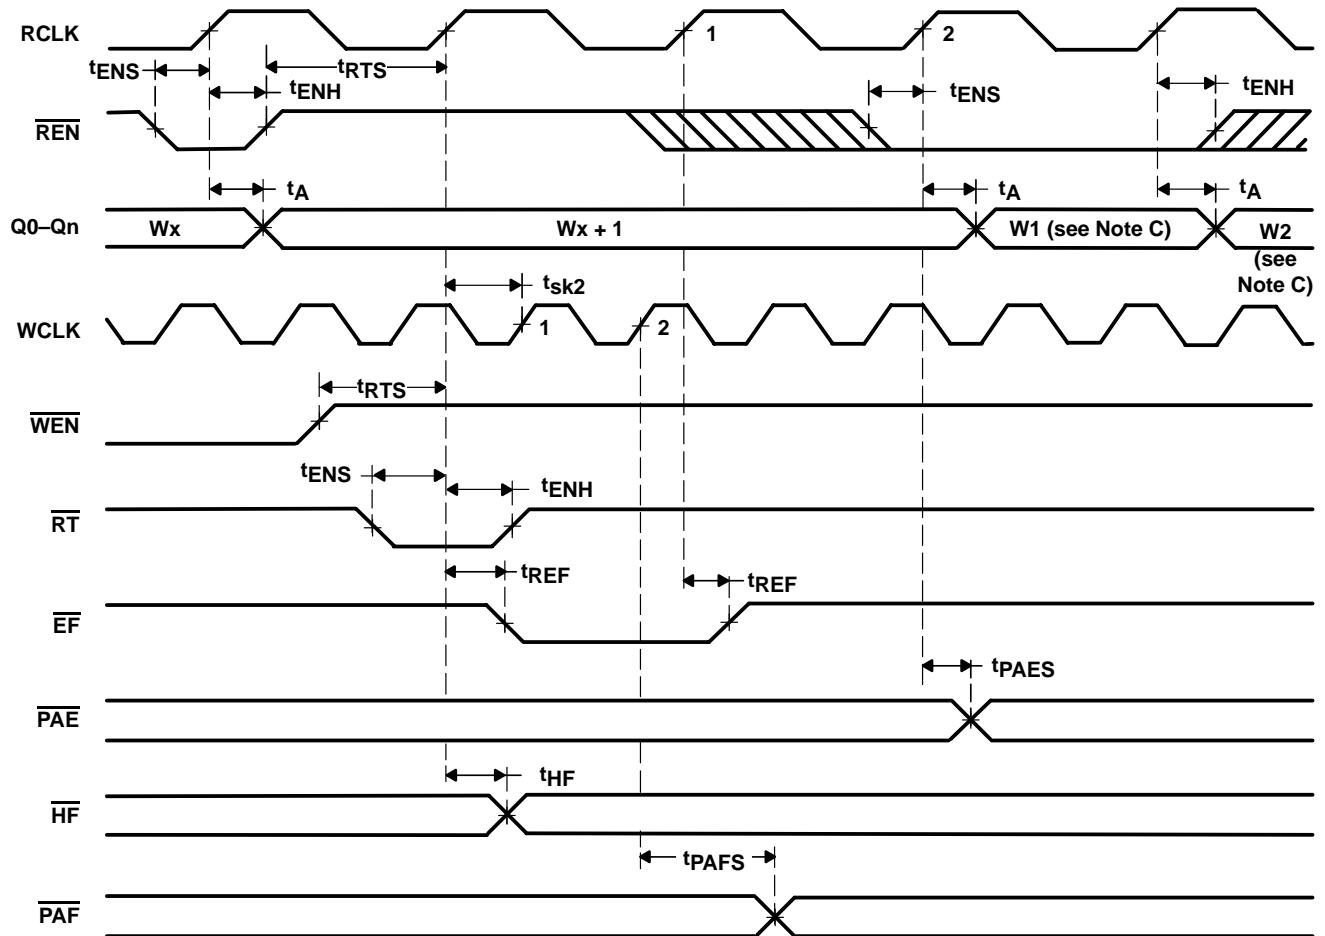 RCLK 1 2
tENS tRTS
tENH tENS tENH
REN
tA tA tA
Q0–Qn Wx Wx + 1 W1 (see Note C) W2
(see
Note C)
tsk2
WCLK 1 2
tRTS
WEN
tENS tENH
RT
tREF tREF
EF
tPAES
PAE
tHF
HF
tPAFS
PAF